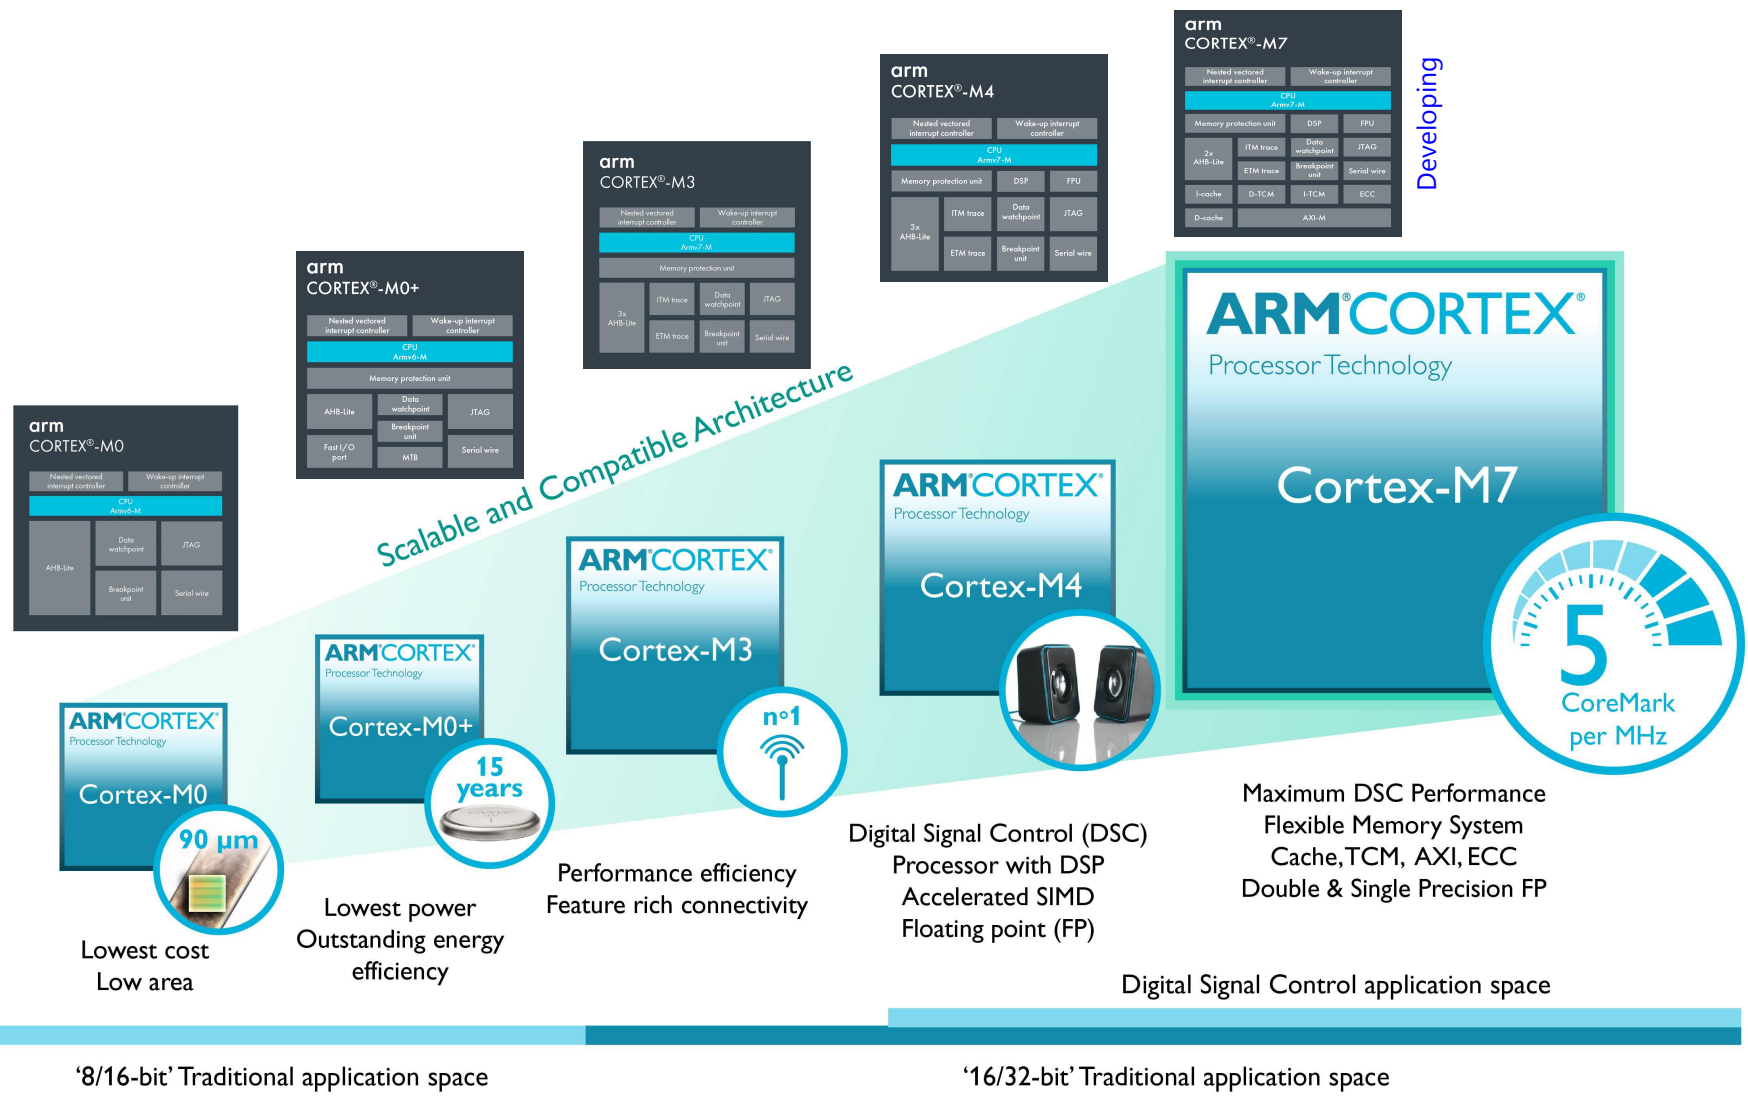 arm
CORTEX®-M0
Nested vectored
interrupt controller
Wake-up interrupt
controller
CPU
Armv6-M
AHB-Lite
Data
watchpoint
JTAG
Breakpoint
unit
Serial wire
arm
CORTEX®-M0+
Nested vectored
interrupt controller
Wake-up interrupt
controller
CPU
Armv6-M
Memory protection unit
AHB-Lite
Data
watchpoint
JTAG
Breakpoint
unit
Fast I/O
port
MTB
Serial wire
arm
CORTEX®-M3
Nested vectored
interrupt controller
Wake-up interrupt
controller
CPU
Armv7-M
Memory protection unit
3x
AHB-Lite
ITM trace
Data
watchpoint
JTAG
ETM trace
Breakpoint
unit
Serial wire
arm
CORTEX®-M4
Nested vectored
interrupt controller
Wake-up interrupt
controller
CPU
Armv7-M
Memory protection unit
DSP
FPU
3x
AHB-Lite
ITM trace
Data
watchpoint
JTAG
ETM trace
Breakpoint
unit
Serial wire
arm
CORTEX®-M7
Nested vectored
interrupt controller
Wake-up interrupt
controller
CPU
Armv7-M
Memory protection unit
DSP
FPU
2x
AHB-Lite
ITM trace
Data
watchpoint
JTAG
ETM trace
Breakpoint
unit
Serial wire
I-cache
D-TCM
I-TCM
ECC
D-cache
AXI-M
Developing
Scalable and Compatible Architecture
ARM®CORTEX®
Processor Technology
Cortex-M0
90 µm
Lowest cost
Low area
ARM®CORTEX®
Processor Technology
Cortex-M0+
15
years
Lowest power
Outstanding energy
efficiency
ARM®CORTEX®
Processor Technology
Cortex-M3
nº1
Performance efficiency
Feature rich connectivity
ARM®CORTEX®
Processor Technology
Cortex-M4
Digital Signal Control (DSC)
Processor with DSP
Accelerated SIMD
Floating point (FP)
ARM®CORTEX®
Processor Technology
Cortex-M7
5
CoreMark
per MHz
Maximum DSC Performance
Flexible Memory System
Cache, TCM, AXI, ECC
Double & Single Precision FP
Digital Signal Control application space
‘8/16-bit’ Traditional application space
‘16/32-bit’ Traditional application space